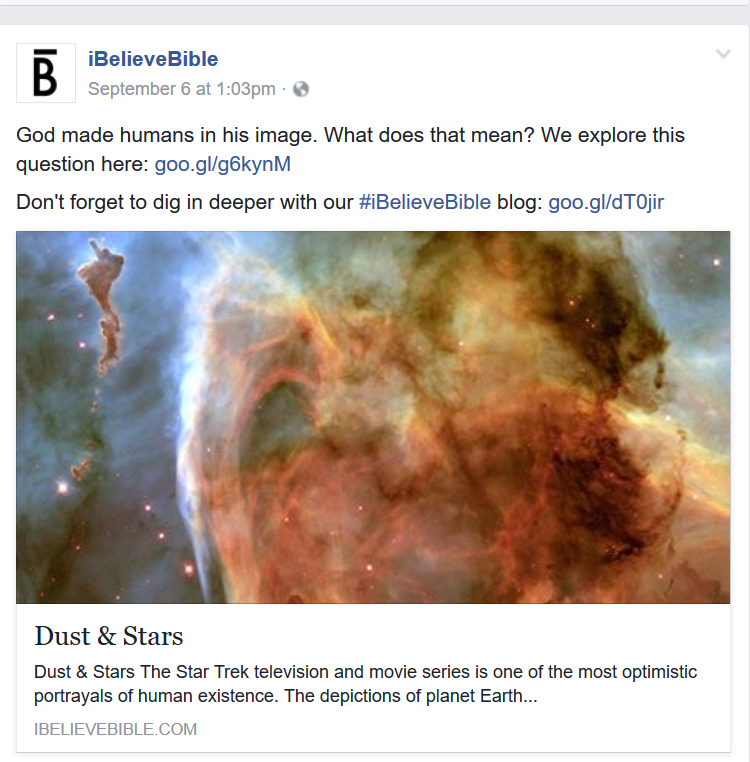 B̅
iBelieveBible
September 6 at 1:03pm ·
God made humans in his image. What does that mean? We explore this
question here: goo.gl/g6kynM
Don't forget to dig in deeper with our #iBelieveBible blog: goo.gl/dT0jir
Dust & Stars
Dust & Stars The Star Trek television and movie series is one of the most optimistic
portrayals of human existence. The depictions of planet Earth...
IBELIEVEBIBLE.COM